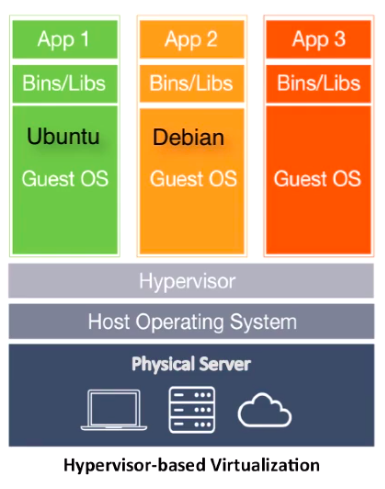 App 1 App 2 App 3
Bins/Libs Bins/Libs Bins/Libs
Ubuntu Debian
Guest OS Guest OS Guest OS
Hypervisor
Host Operating System
Physical Server
Hypervisor-based Virtualization